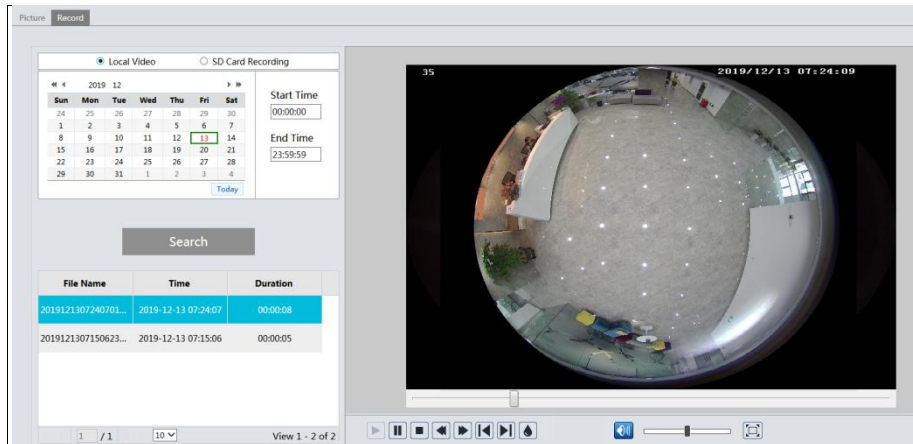 Picture Record
Local Video SD Card Recording
2019 12
Sun Mon Tue Wed Thu Fri Sat
24 25 26 27 28 29 30
1 2 3 4 5 6 7
8 9 10 11 12 13 14
15 16 17 18 19 20 21
22 23 24 25 26 27 28
29 30 31 1 2 3 4
Today
Start Time
00:00:00
End Time
23:59:59
Search
File Name Time Duration
2019121307240701... 2019-12-13 07:24:07 00:00:08
2019121307150623... 2019-12-13 07:15:06 00:00:05
1 / 1 10 View 1 - 2 of 2
35 2019/12/13 07:24:09